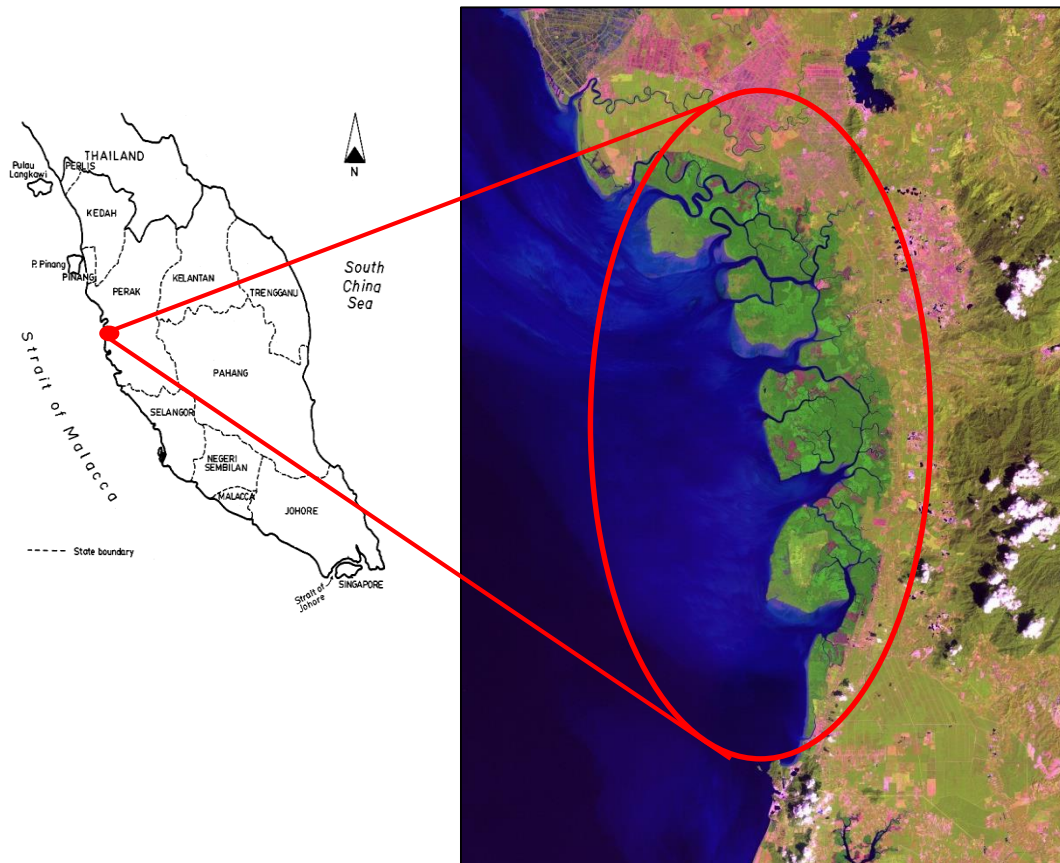 THAILAND
Pulau
Langkawi
PERLIS
N
KEDAH
P. Pinang
PINANG
PERAK
KELANTAN
TRENGGANU
South
China
Sea
Strait of Malacca
PAHANG
SELANGOR
NEGERI
SEMBILAN
MALACCA
JOHORE
State boundary
Strait of
Johore
SINGAPORE